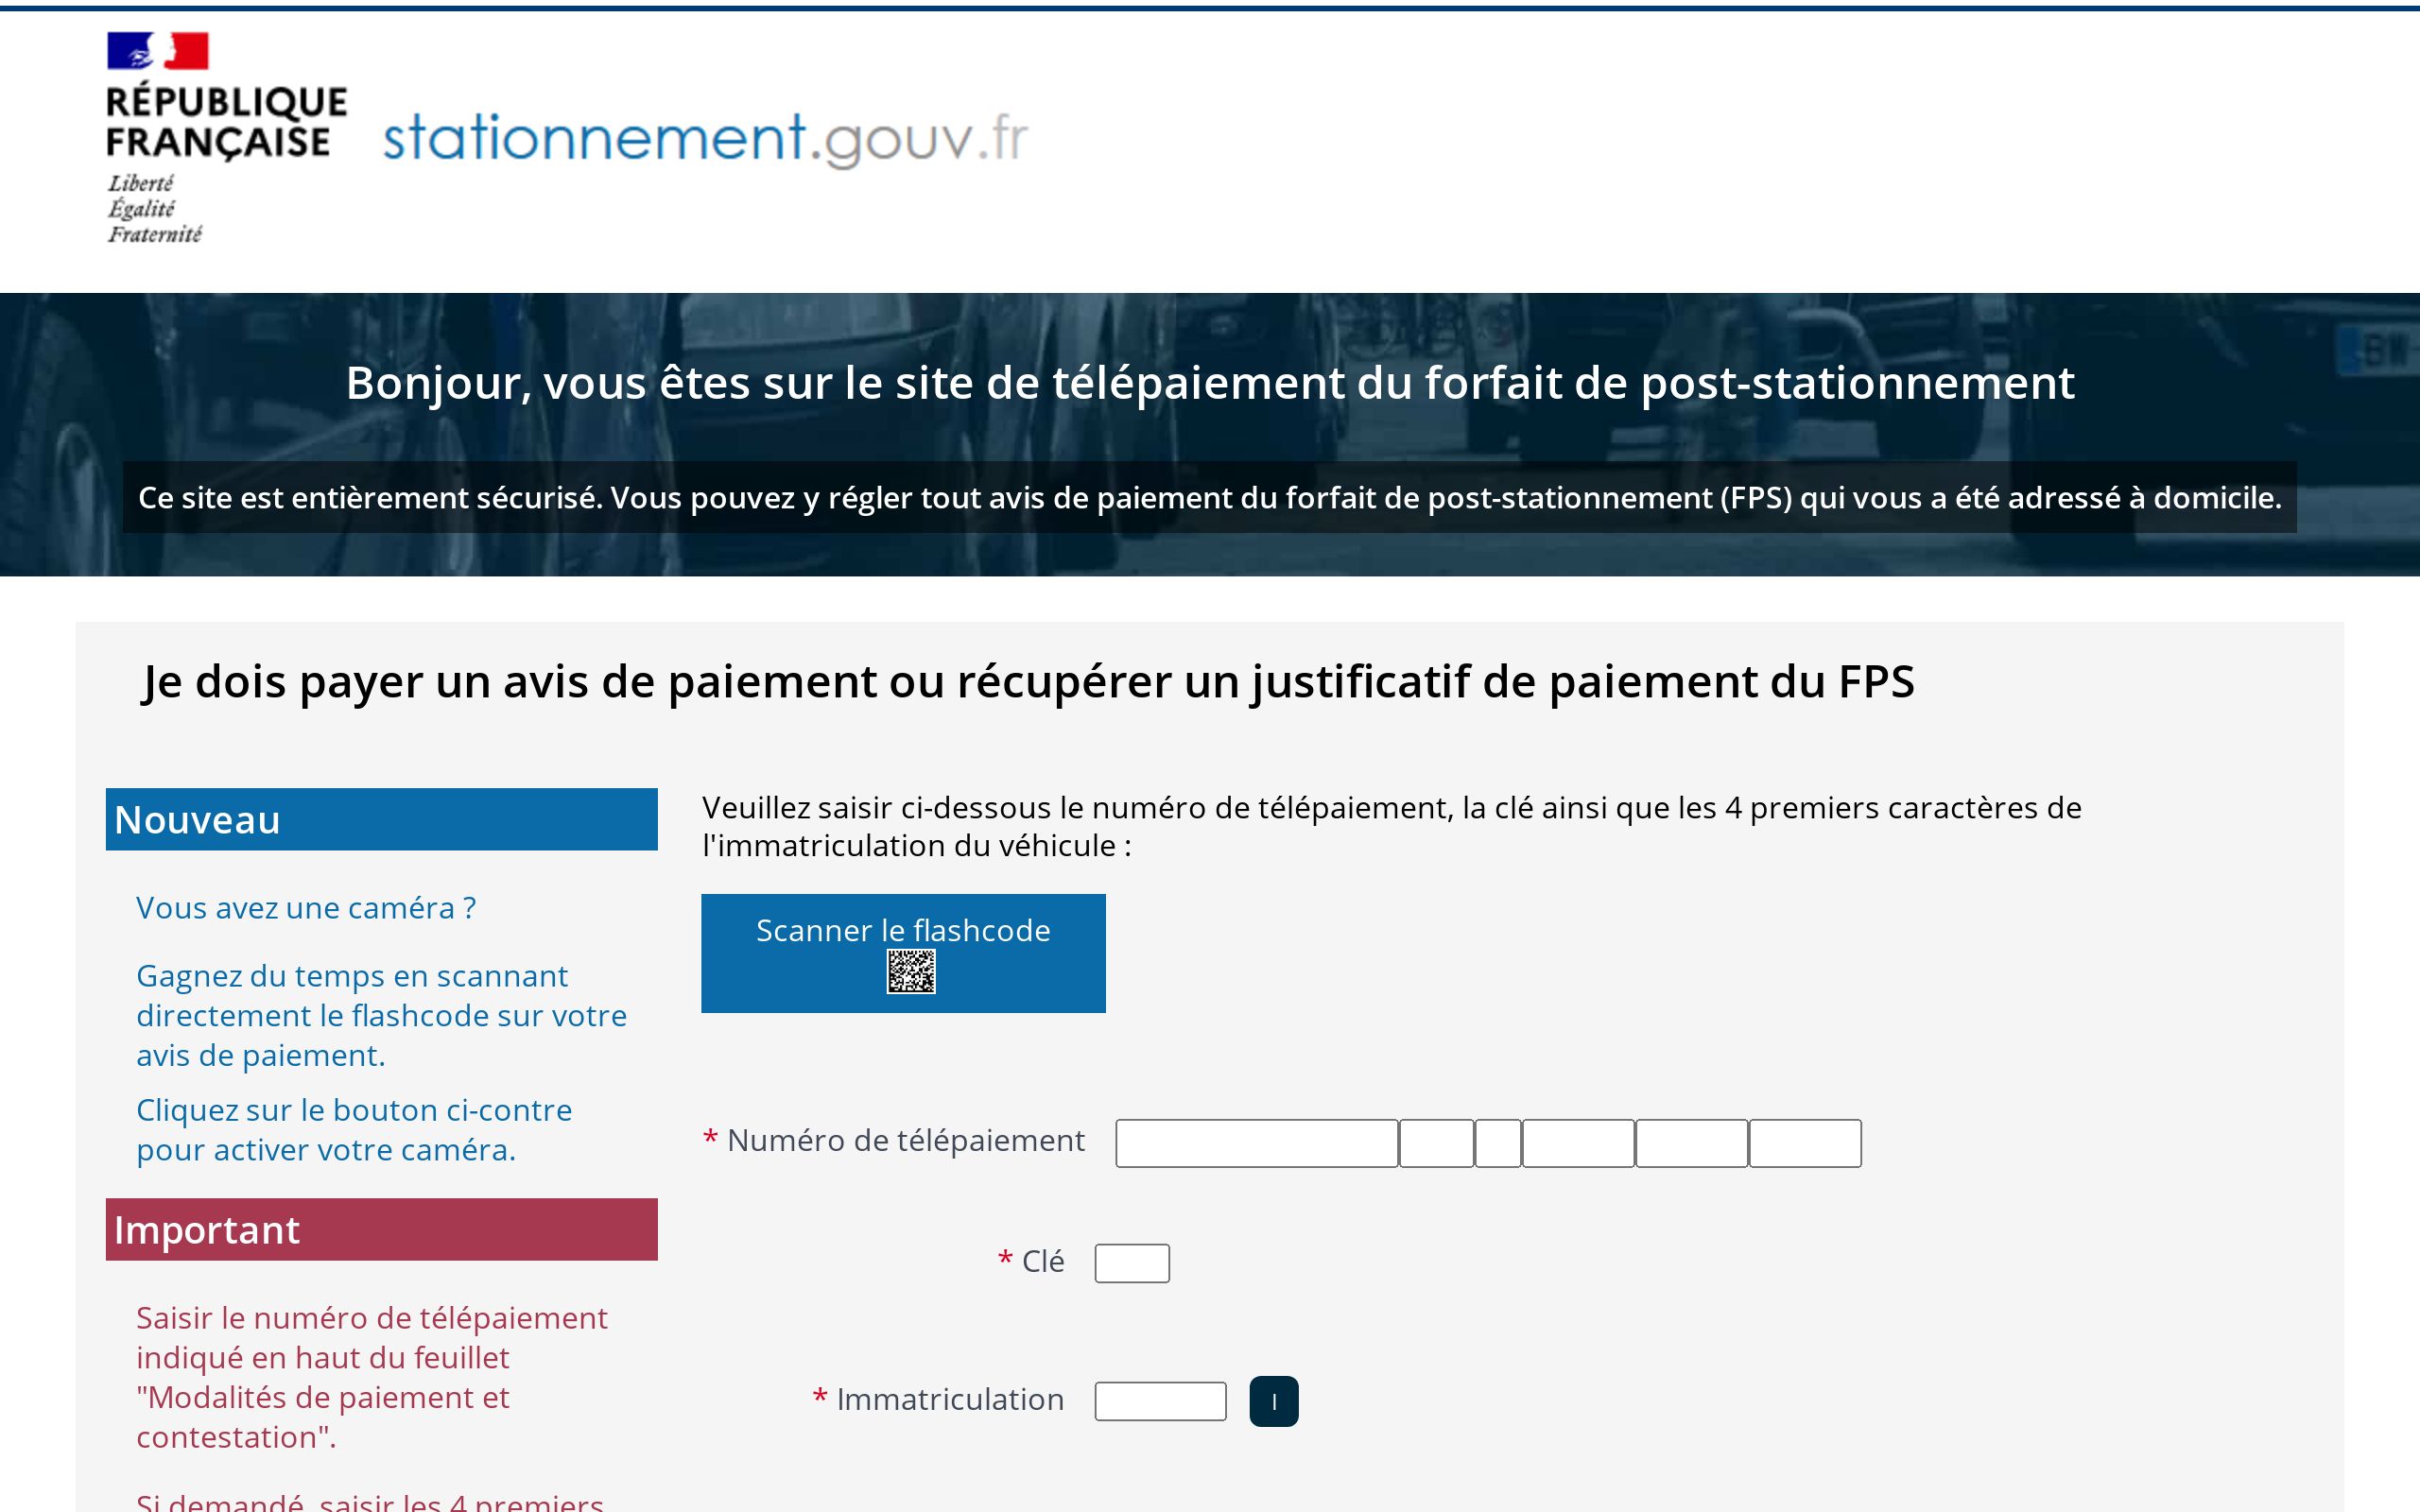 RÉPUBLIQUE
FRANÇAISE
Liberté
Égalité
Fraternité
stationnement.gouv.fr
Bonjour, vous êtes sur le site de télépaiement du forfait de post-stationnement
Ce site est entièrement sécurisé. Vous pouvez y régler tout avis de paiement du forfait de post-stationnement (FPS) qui vous a été adressé à domicile.
Je dois payer un avis de paiement ou récupérer un justificatif de paiement du FPS
Nouveau
Vous avez une caméra ?
Gagnez du temps en scannant
directement le flashcode sur votre
avis de paiement.
Cliquez sur le bouton ci-contre
pour activer votre caméra.
Important
Saisir le numéro de télépaiement
indiqué en haut du feuillet
"Modalités de paiement et
contestation".
Si demandé, saisir les 4 premiers
Veuillez saisir ci-dessous le numéro de télépaiement, la clé ainsi que les 4 premiers caractères de
l'immatriculation du véhicule :
Scanner le flashcode
* Numéro de télépaiement
* Clé
* Immatriculation
I